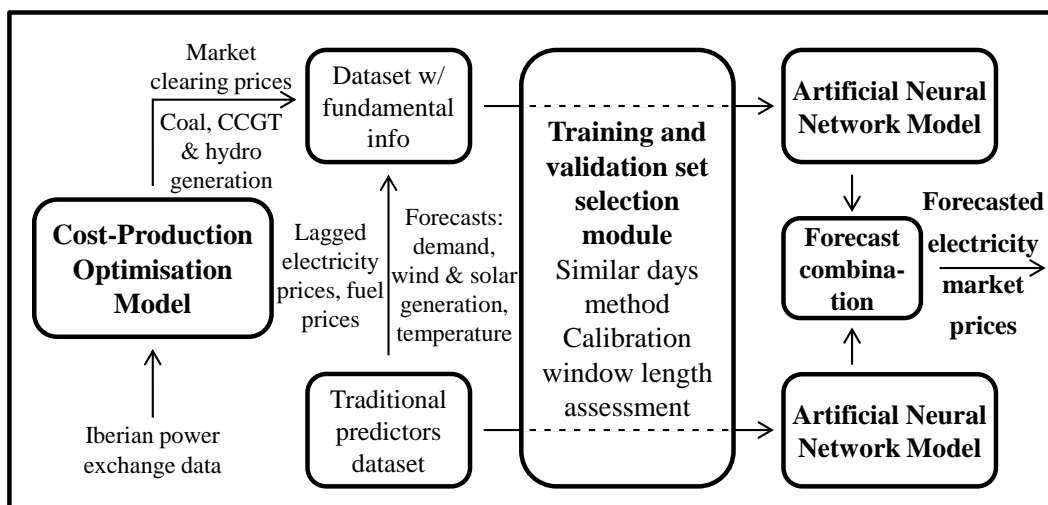 Market
clearing prices
Coal, CCGT
& hydro
generation
Cost-Production
Optimisation
Model
Iberian power
exchange data
Dataset w/
fundamental
info
Lagged
electricity
prices, fuel
prices
Forecasts:
demand,
wind & solar
generation,
temperature
Traditional
predictors
dataset
Training and
validation set
selection
module
Similar days
method
Calibration
window length
assessment
Artificial Neural
Network Model
Forecast
combina-
tion
Artificial Neural
Network Model
Forecasted
electricity
market
prices